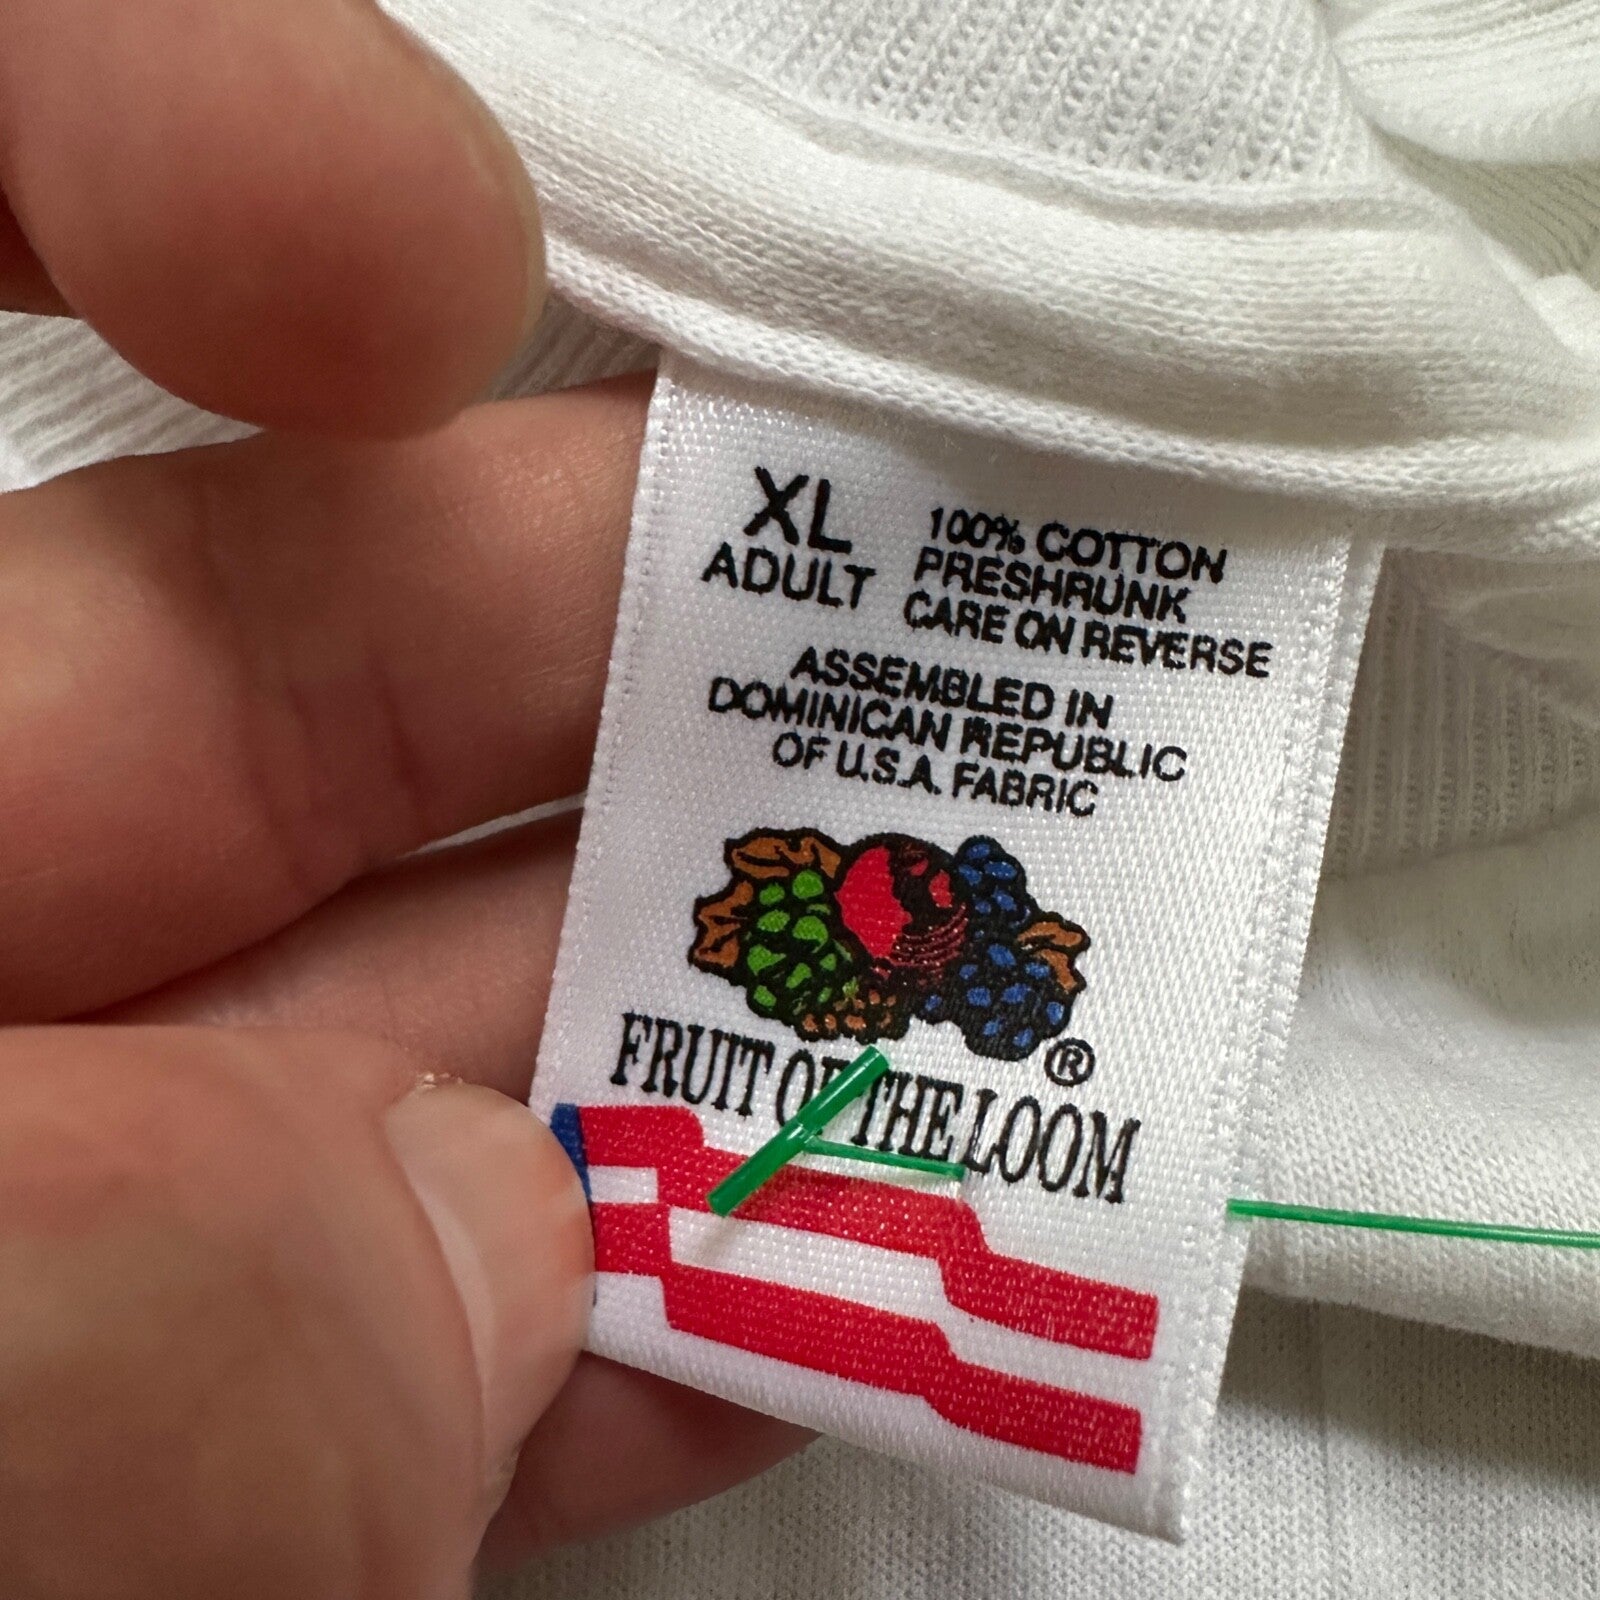 XL
ADULT
100% COTTON
PRESHRUNK
CARE ON REVERSE
ASSEMBLED IN
DOMINICAN REPUBLIC
OF U.S.A. FABRIC
®
FRUIT OF THE LOOM